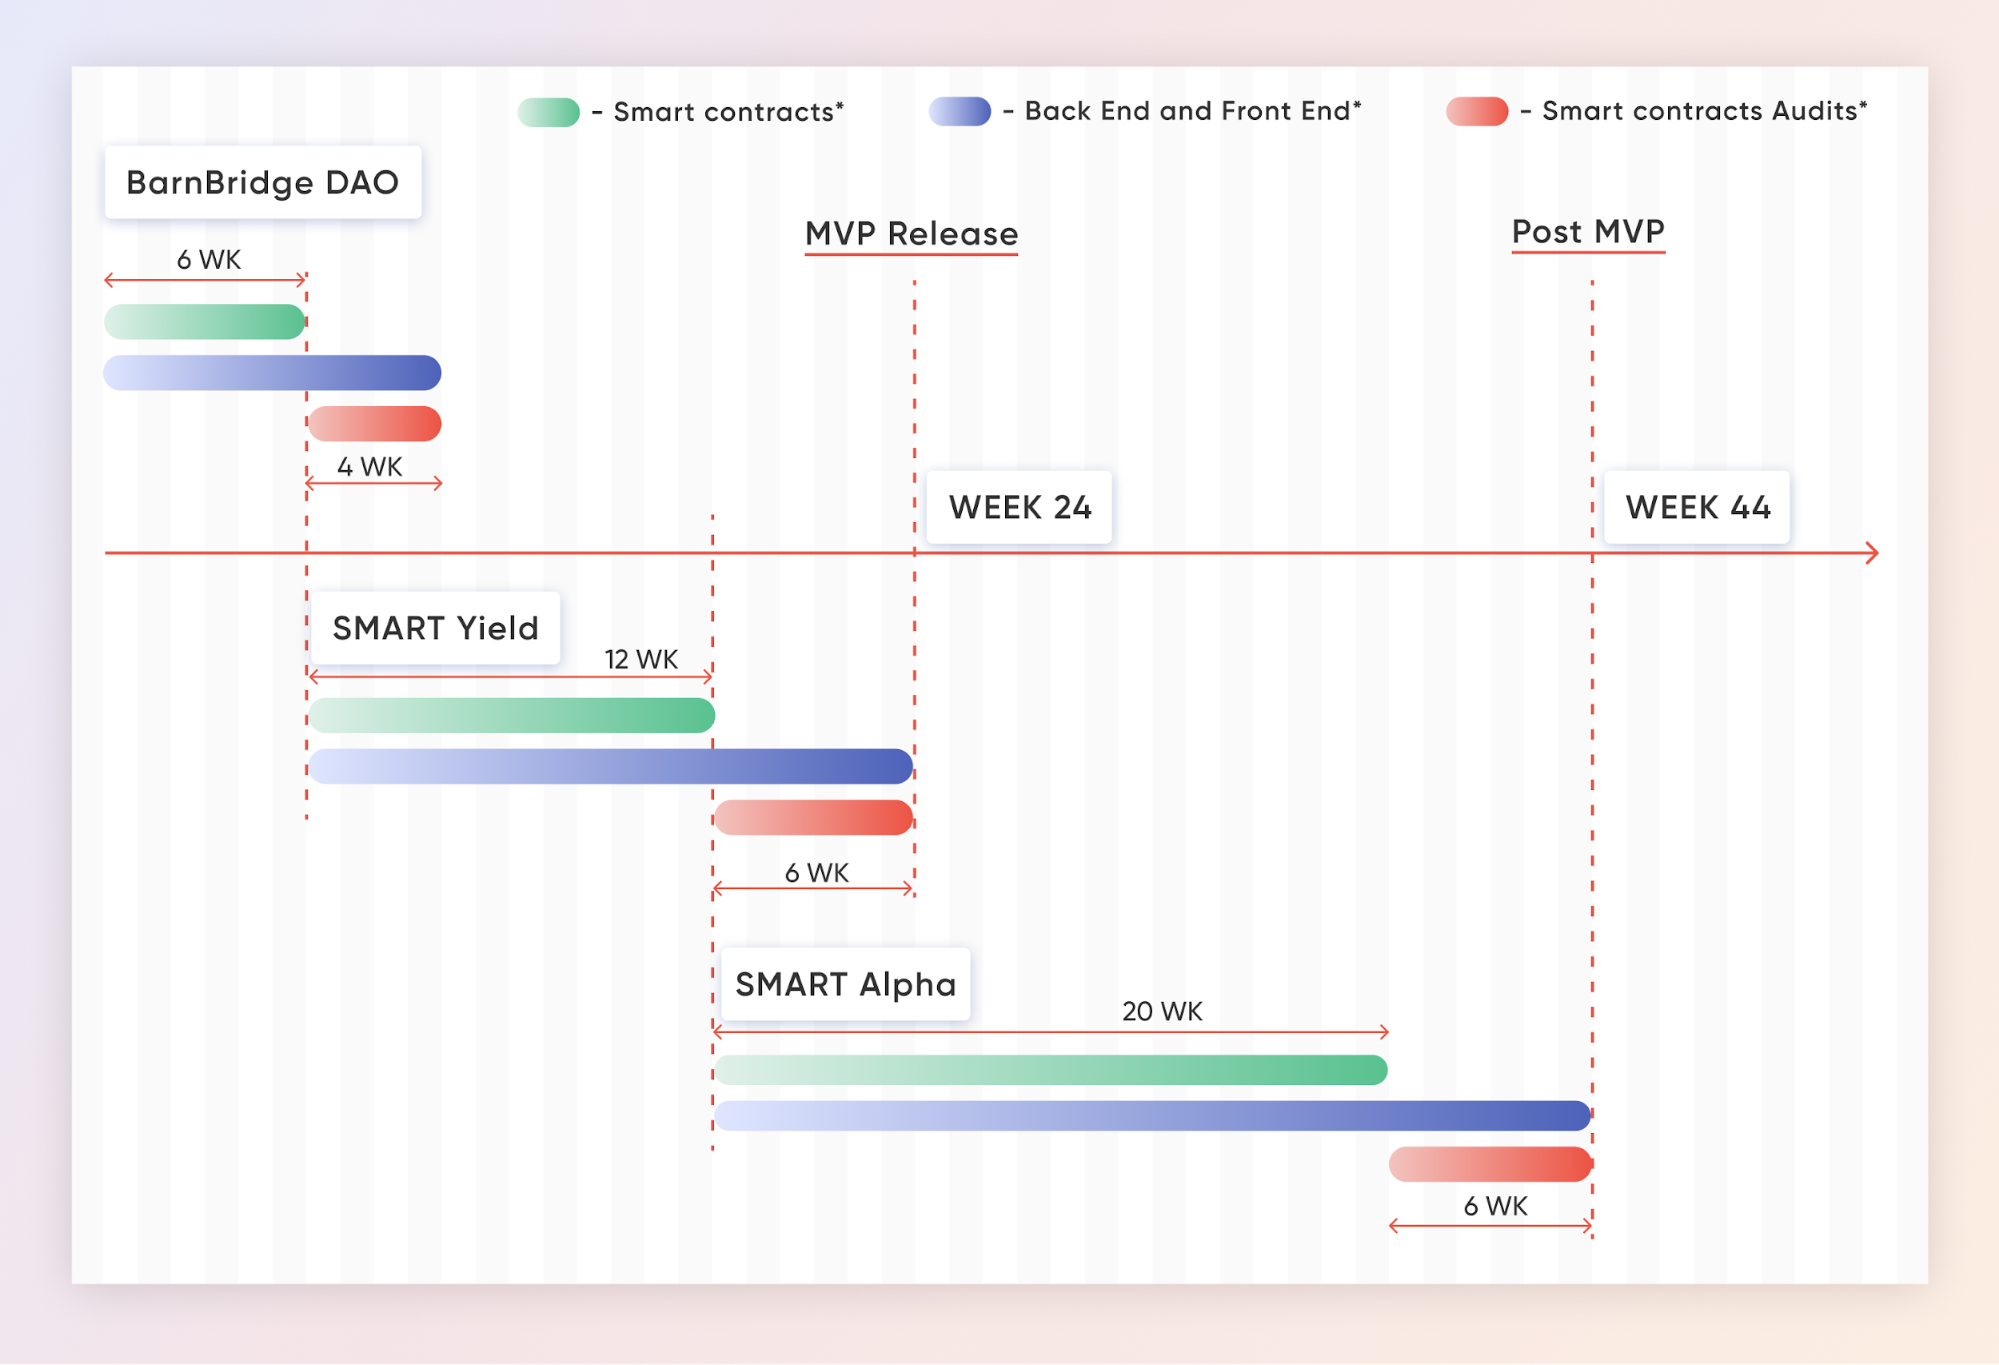 - Smart contracts*
- Back End and Front End*
- Smart contracts Audits*
BarnBridge DAO
MVP Release
Post MVP
6 WK
4 WK
WEEK 24
WEEK 44
SMART Yield
12 WK
6 WK
SMART Alpha
20 WK
6 WK